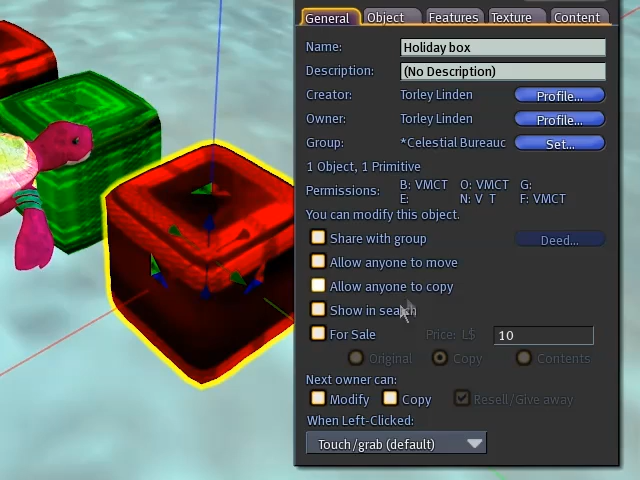 General Object Features Texture Content
Name: Holiday box
Description: (No Description)
Creator: Torley Linden Profile...
Owner: Torley Linden Profile...
Group: *Celestial Bureauc Set...
1 Object, 1 Primitive
Permissions: B: VMCT O: VMCT G:
E: N: V T F: VMCT
You can modify this object.
Share with group Deed...
Allow anyone to move
Allow anyone to copy
Show in search
For Sale Price: L$ 10
Original Copy Contents
Next owner can:
Modify Copy Resell/Give away
When Left-Clicked:
Touch/grab (default)